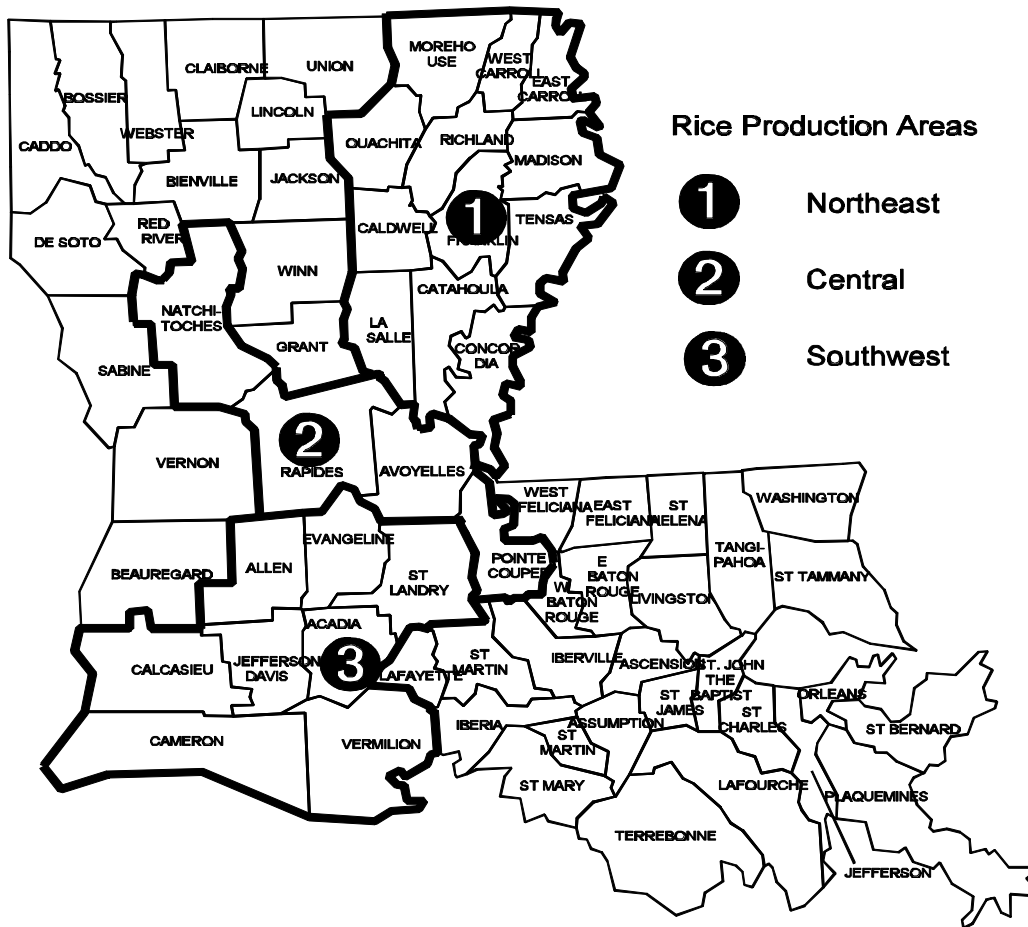 MOREHO
USE
WEST
CARROLL
EAST
CARROLL
CLAIBORNE
UNION
BOSSIER
LINCOLN
WEBSTER
CADDO
OUACHITA
RICHLAND
MADISON
BIENVILLE
JACKSON
Rice Production Areas
1 Northeast
2 Central
3 Southwest
1
RED
RIVER
DE SOTO
CALDWELL
TENSAS
WINN
CATAHOULA
NATCHI-
TOCHES
LA
SALLE
GRANT
CONCOR
DIA
SABINE
2
RAPIDES
VERNON
AVOYELLES
WEST
FELICIANA
EAST
FELICIANA
ST
HELENA
WASHINGTON
EVANGELINE
TANGI-
PAHOA
POINTE
COUPEE
ALLEN
BEAUREGARD
ST
LANDRY
E
BATON
ROUGE
W
BATON
ROUGE
LIVINGSTON
ST TAMMANY
ACADIA
3
CALCASIEU
JEFFERSON
DAVIS
LAFAYETTE
ST
MARTIN
IBERVILLE
ASCENSION
ST. JOHN
THE
BAPTIST
ST
JAMES
ORLEANS
ST
CHARLES
ST BERNARD
ASSUMPTION
IBERIA
ST
MARTIN
CAMERON
VERMILION
ST MARY
LAFOURCHE
PLAQUEMINES
TERREBONNE
JEFFERSON